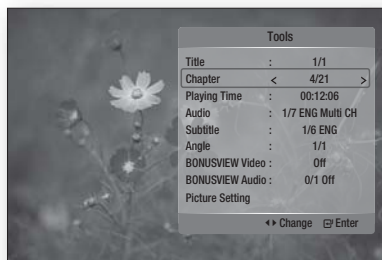 Tools
Title : 1/1
Chapter < 4/21 >
Playing Time : 00:12:06
Audio : 1/7 ENG Multi CH
Subtitle : 1/6 ENG
Angle : 1/1
BONUSVIEW Video : Off
BONUSVIEW Audio : 0/1 Off
Picture Setting
Change Enter